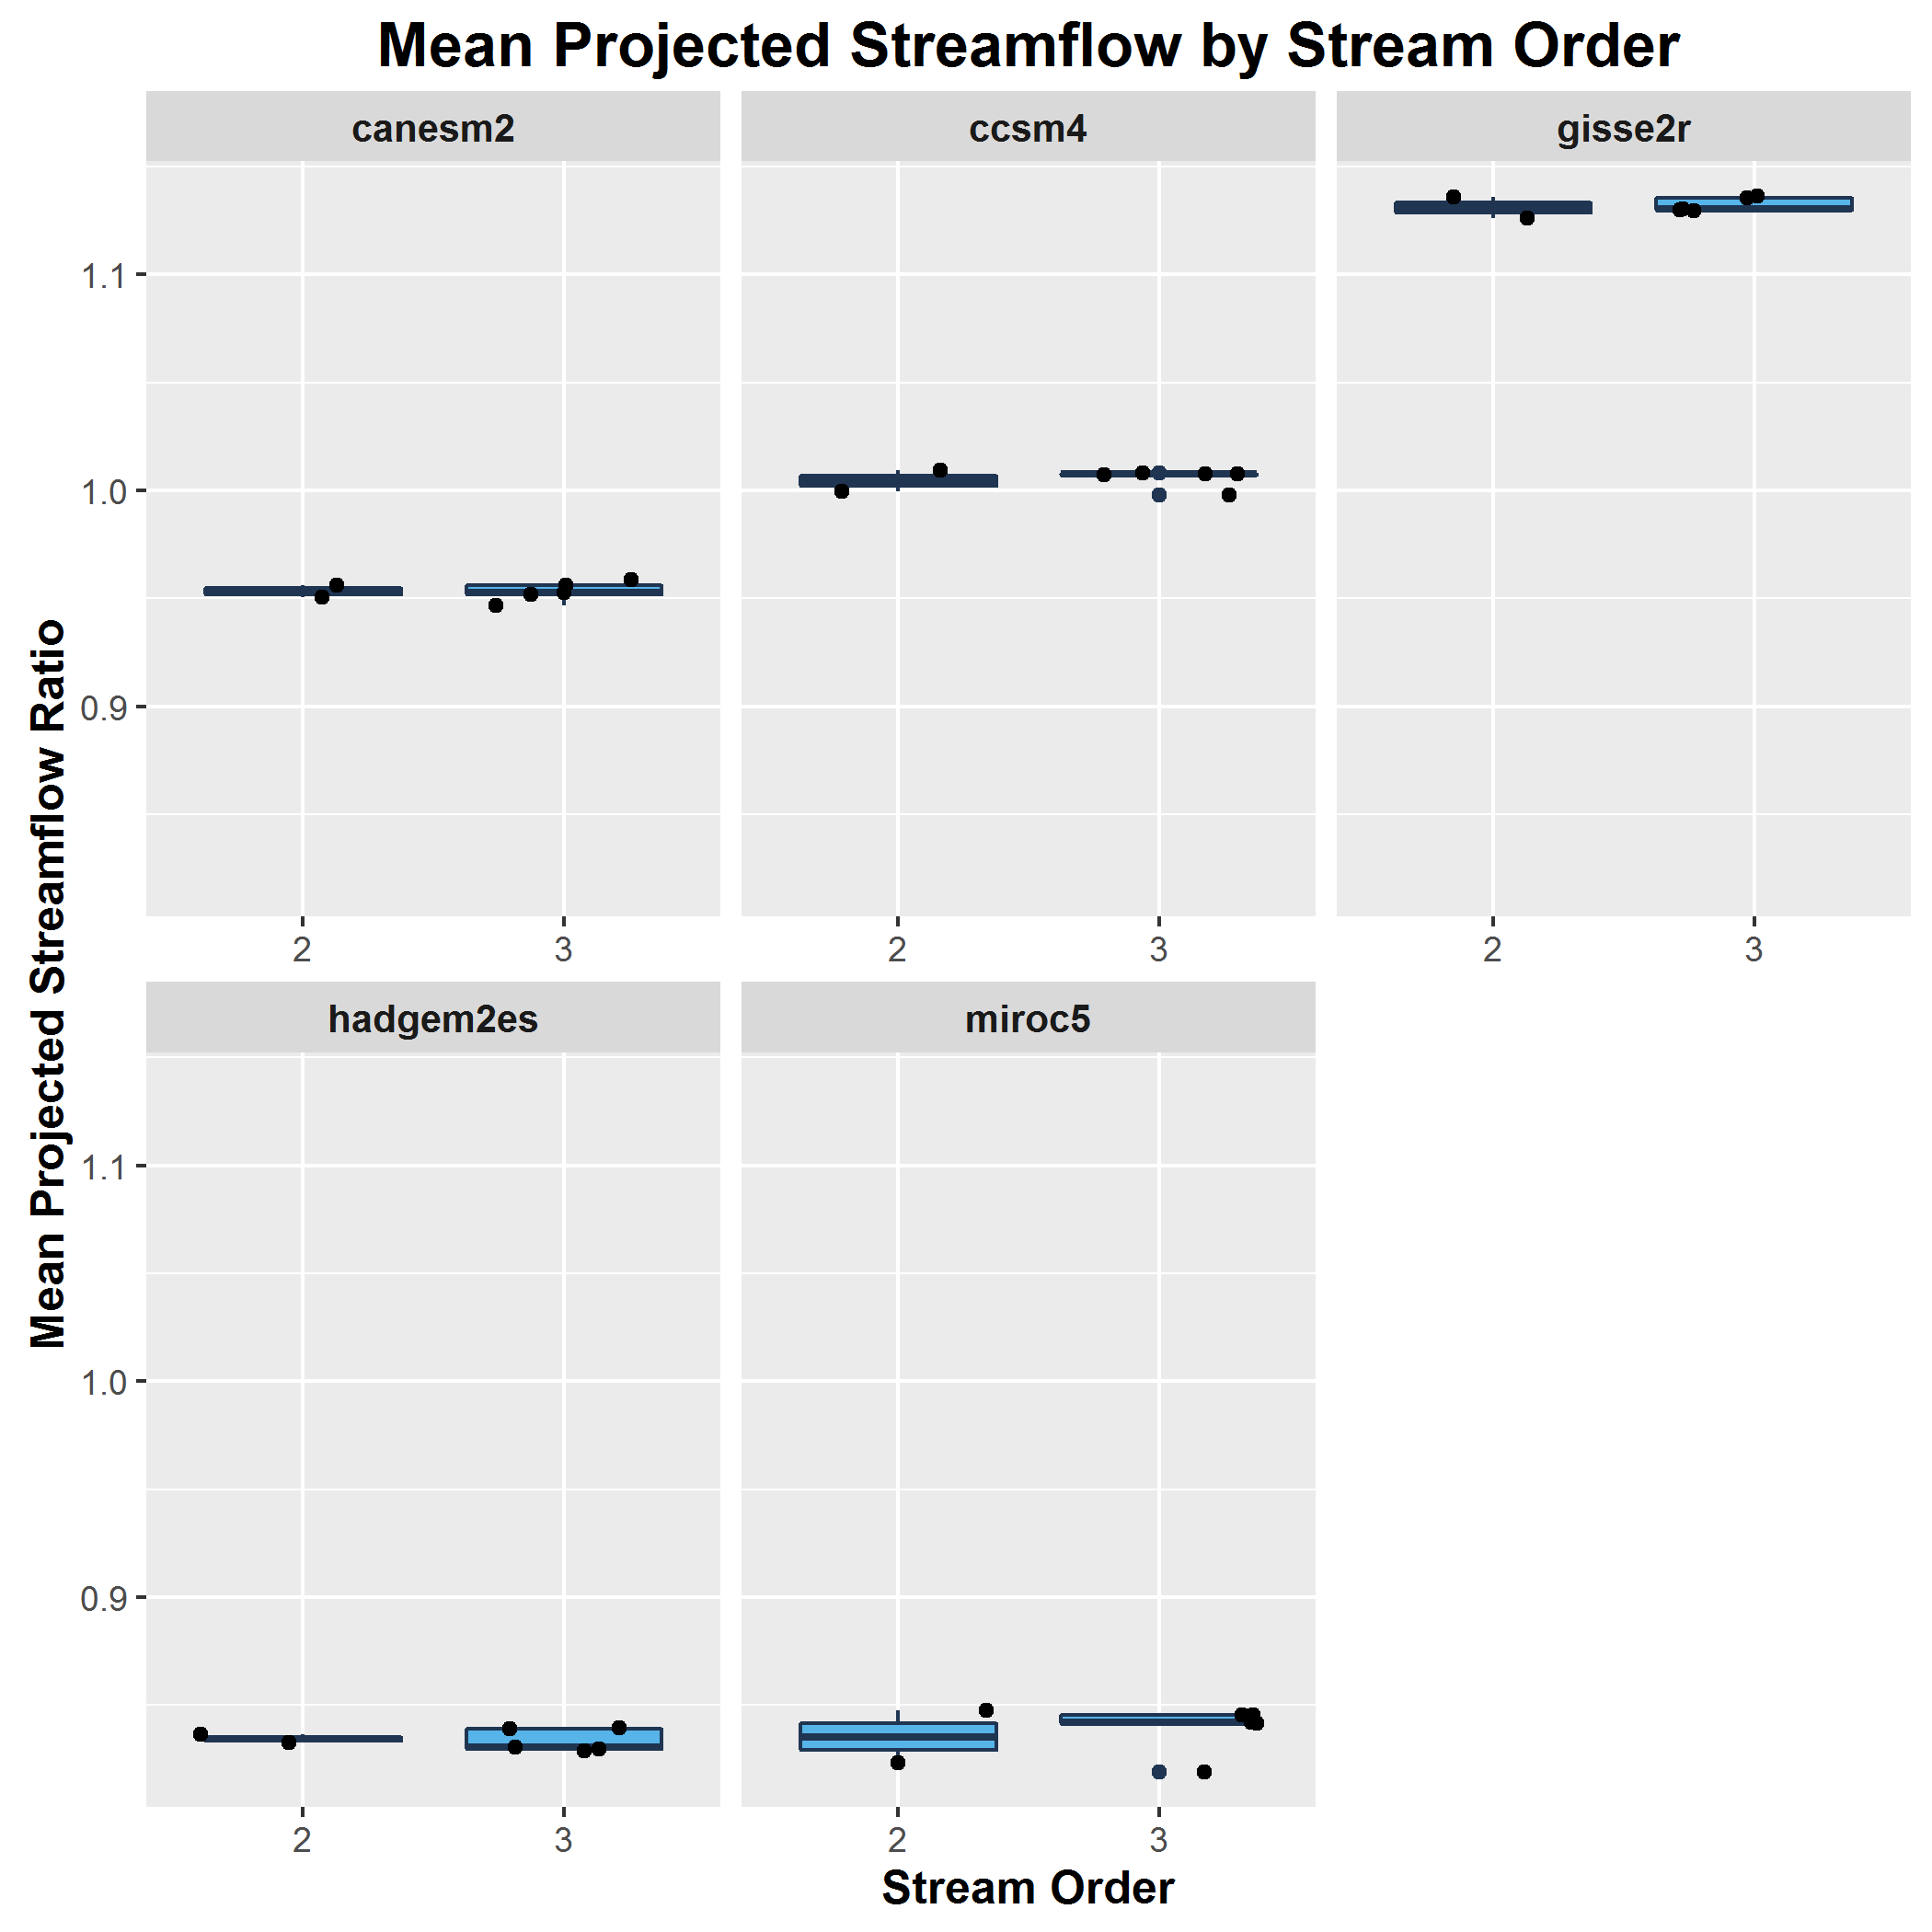 Mean Projected Streamflow by Stream Order
canesm2 ccsm4 gisse2r
1.1
1.0
0.9
2 3 2 3 2 3
Mean Projected Streamflow Ratio
hadgem2es miroc5
1.1
1.0
0.9
2 3 2 3
Stream Order